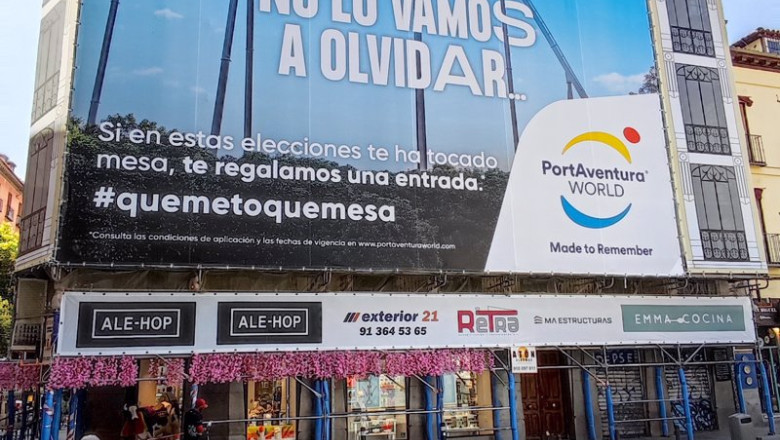 NO LO VAMOS
A OLVIDAR...
Si en estas elecciones te ha tocado
mesa, te regalamos una entrada.
#quemetoquemesa
*Consulta las condiciones de aplicación y las fechas de vigencia en www.portaventuraworld.com
PortAventura®
WORLD
Made to Remember
ALE-HOP
ALE-HOP
exterior 21
91 364 53 65
RETRA
MA ESTRUCTURAS
EMMA COCINA